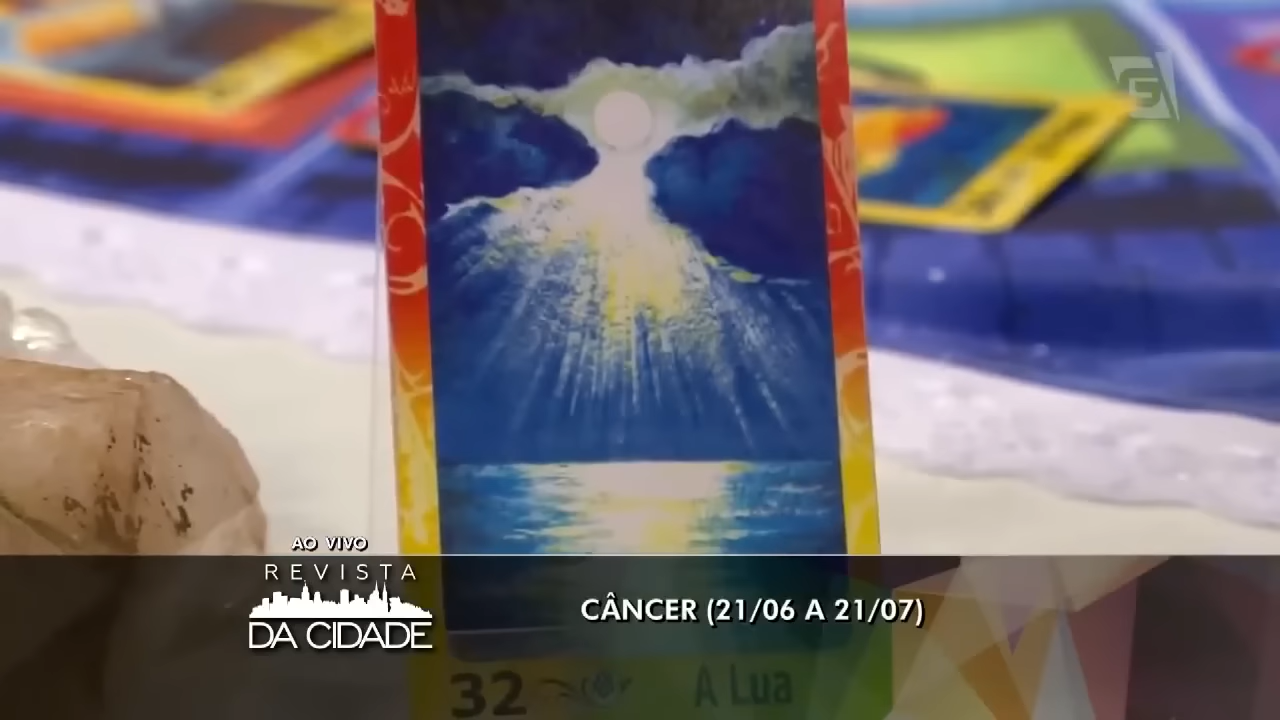 AO VIVO
REVISTA
DA CIDADE
CÂNCER (21/06 A 21/07)
32 A Lua